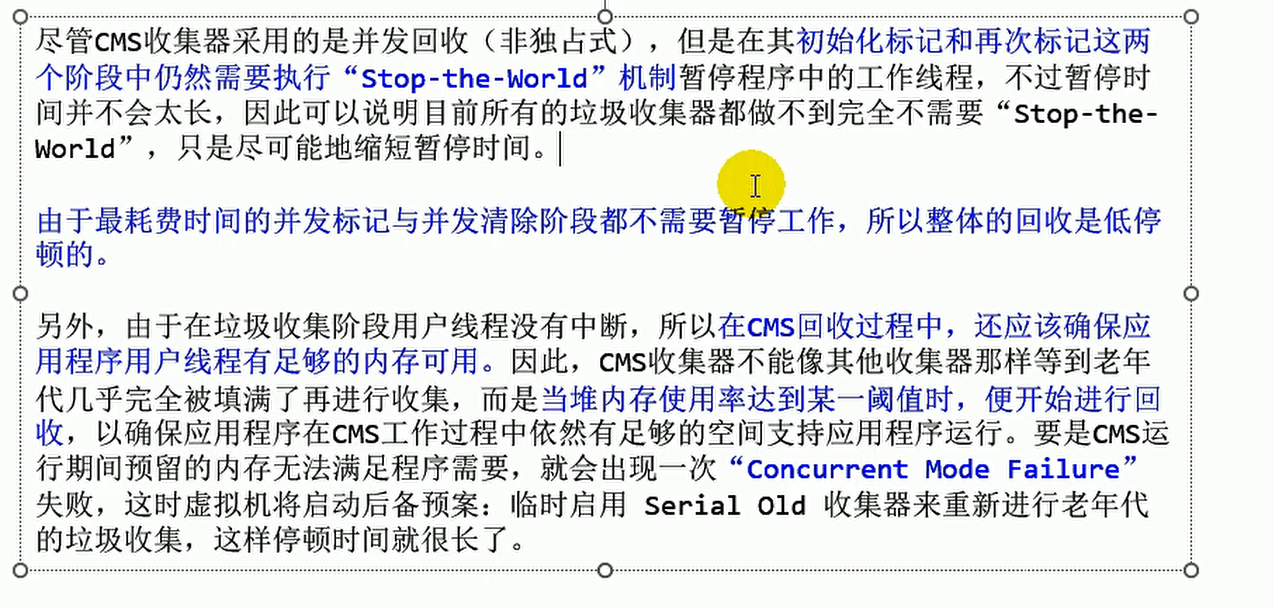 尽管CMS收集器采用的是并发回收（非独占式），但是在其初始化标记和再次标记这两
个阶段中仍然需要执行“Stop-the-World”机制暂停程序中的工作线程，不过暂停时
间并不会太长，因此可以说明目前所有的垃圾收集器都做不到完全不需要“Stop-the-
World”，只是尽可能地缩短暂停时间。
由于最耗费时间的并发标记与并发清除阶段都不需要暂停工作，所以整体的回收是低停
顿的。
另外，由于在垃圾收集阶段用户线程没有中断，所以在CMS回收过程中，还应该确保应
用程序用户线程有足够的内存可用。因此，CMS收集器不能像其他收集器那样等到老年
代几乎完全被填满了再进行收集，而是当堆内存使用率达到某一阈值时，便开始进行回
收，以确保应用程序在CMS工作过程中依然有足够的空间支持应用程序运行。要是CMS运
行期间预留的内存无法满足程序需要，就会出现一次“Concurrent Mode Failure”
失败，这时虚拟机将启动后备预案：临时启用 Serial Old 收集器来重新进行老年代
的垃圾收集，这样停顿时间就很长了。